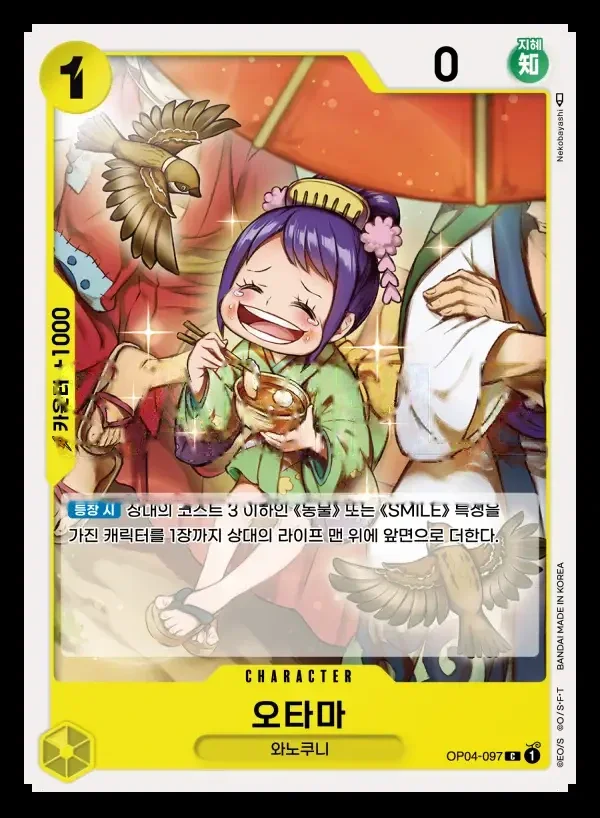 1
0
지혜
知
Nekobayashi
카운터 +1000
등장 시 상대의 코스트 3 이하인 《동물》 또는 《SMILE》 특징을
가진 캐릭터를 1장까지 상대의 라이프 맨 위에 앞면으로 더한다.
CHARACTER
오타마
와노쿠니
OP04-097 C 1
©EO/S ©O/S·F·T BANDAI MADE IN KOREA